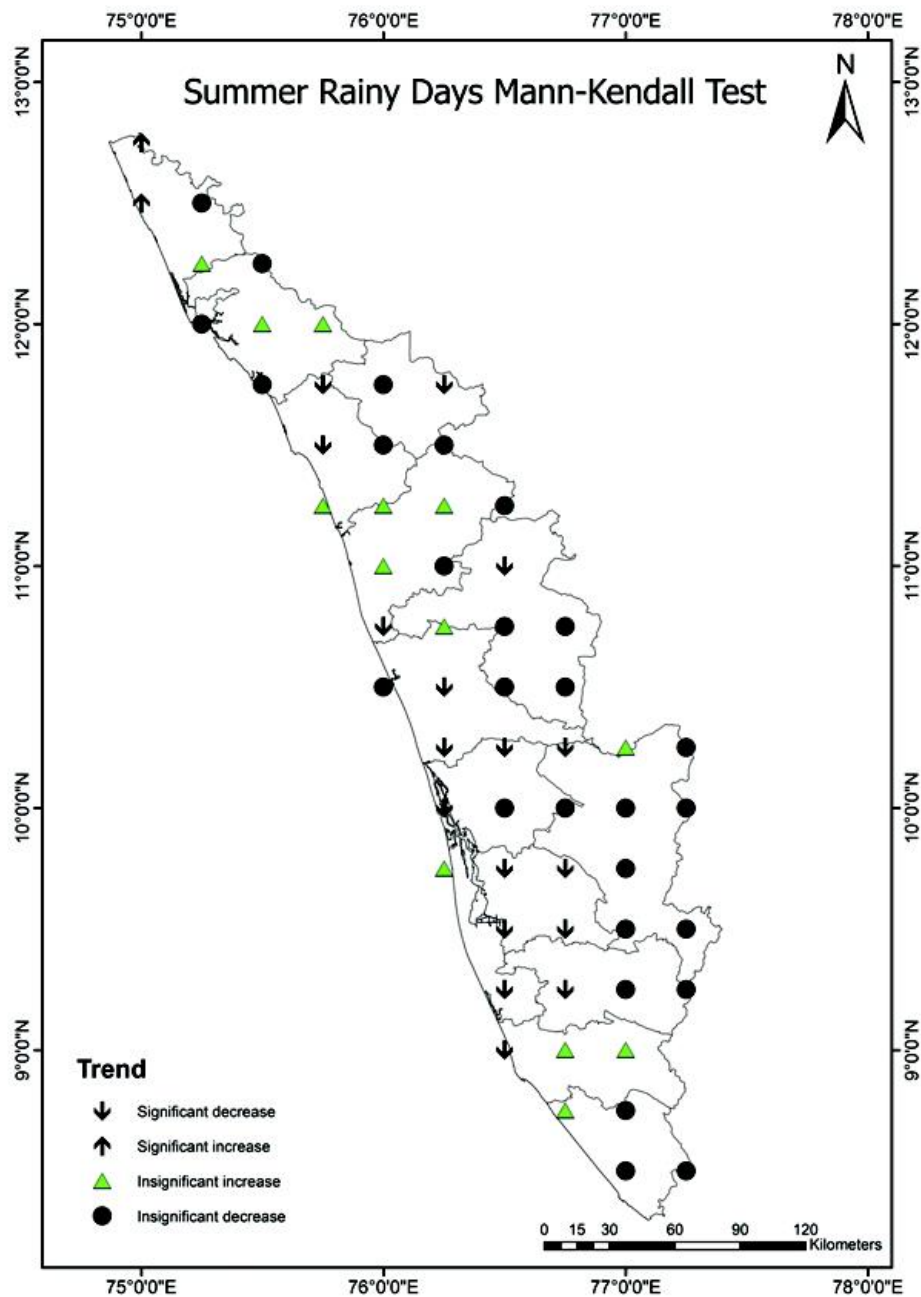 75°0'0"E 76°0'0"E 77°0'0"E 78°0'0"E
Summer Rainy Days Mann-Kendall Test
N
13°0'0"N 13°0'0"N
12°0'0"N 12°0'0"N
11°0'0"N 11°0'0"N
10°0'0"N 10°0'0"N
9°0'0"N 9°0'0"N
Trend
Significant decrease
Significant increase
Insignificant increase
Insignificant decrease
0 15 30 60 90 120
Kilometers
75°0'0"E 76°0'0"E 77°0'0"E 78°0'0"E